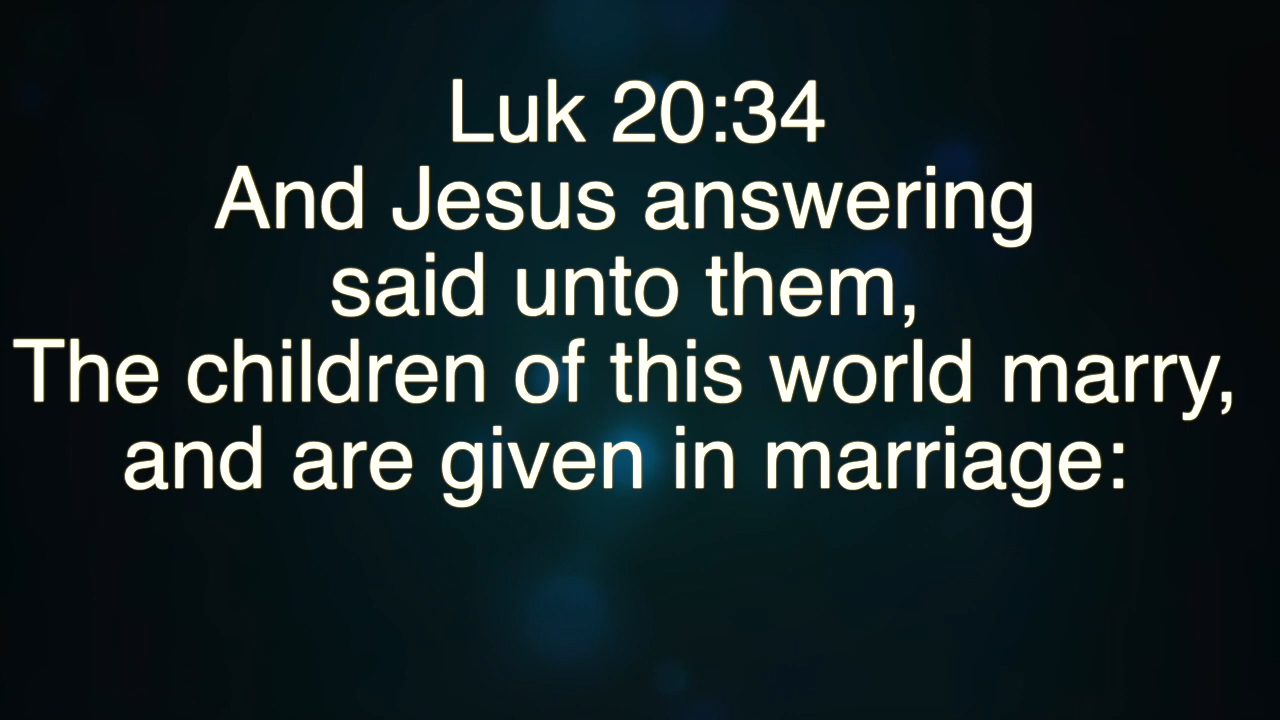 Luk 20:34
And Jesus answering
said unto them,
The children of this world marry,
and are given in marriage: